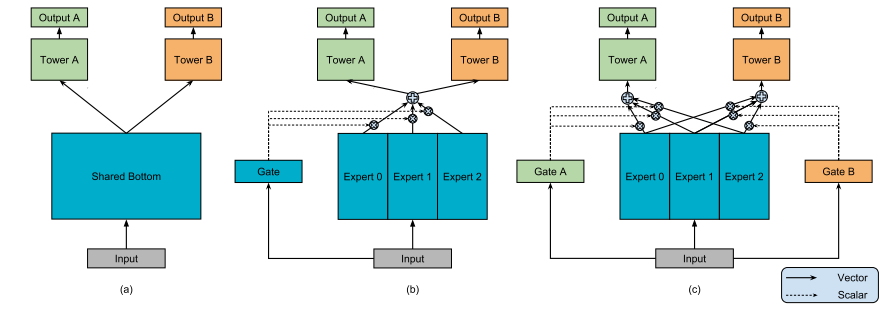 Output A
Output B
Tower A
Tower B
Shared Bottom
Input
(a)
Output A
Output B
Tower A
Tower B
Gate
Expert 0
Expert 1
Expert 2
Input
(b)
Output A
Output B
Tower A
Tower B
Gate A
Expert 0
Expert 1
Expert 2
Gate B
Input
(c)
Vector
Scalar